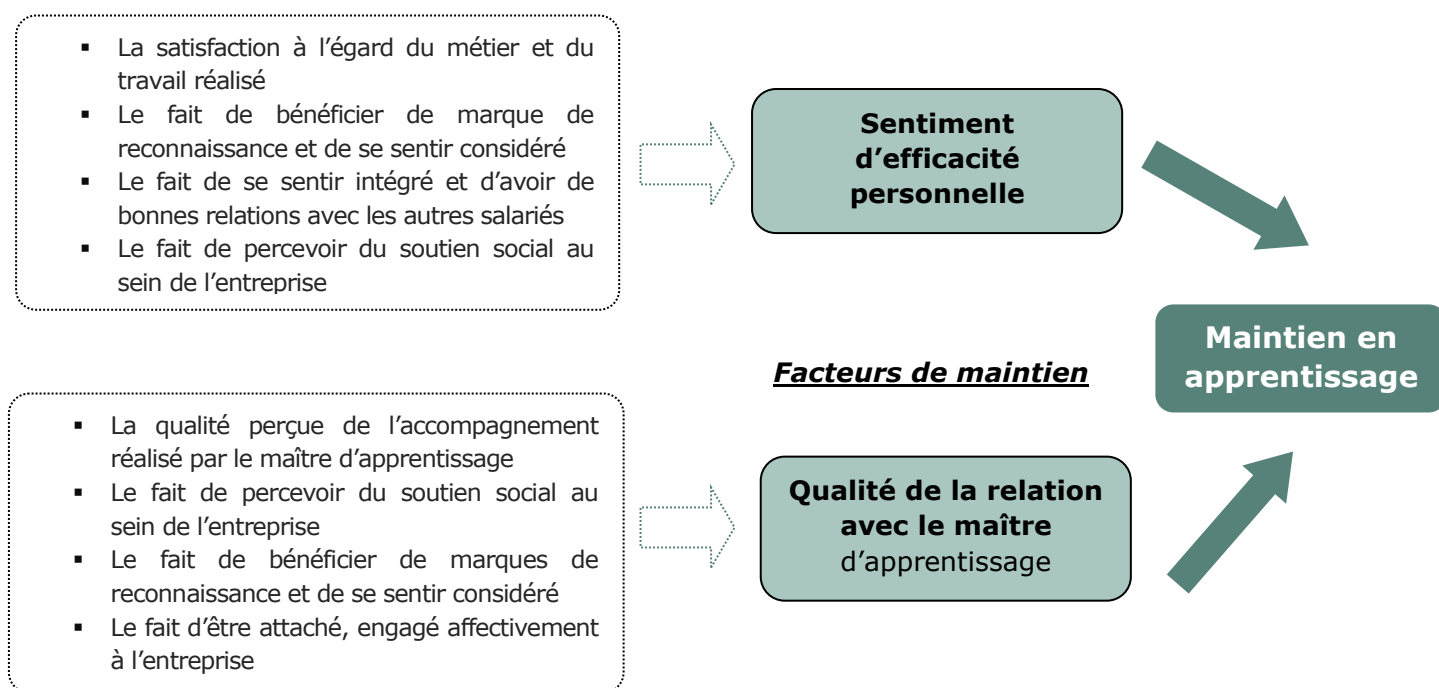 ▪ La satisfaction à l’égard du métier et du
travail réalisé
▪ Le fait de bénéficier de marque de
reconnaissance et de se sentir considéré
▪ Le fait de se sentir intégré et d’avoir de
bonnes relations avec les autres salariés
▪ Le fait de percevoir du soutien social au
sein de l’entreprise
Sentiment
d’efficacité
personnelle
Maintien en
apprentissage
Facteurs de maintien
▪ La qualité perçue de l’accompagnement
réalisé par le maître d’apprentissage
▪ Le fait de percevoir du soutien social au
sein de l’entreprise
▪ Le fait de bénéficier de marques de
reconnaissance et de se sentir considéré
▪ Le fait d’être attaché, engagé affectivement
à l’entreprise
Qualité de la relation
avec le maître
d’apprentissage